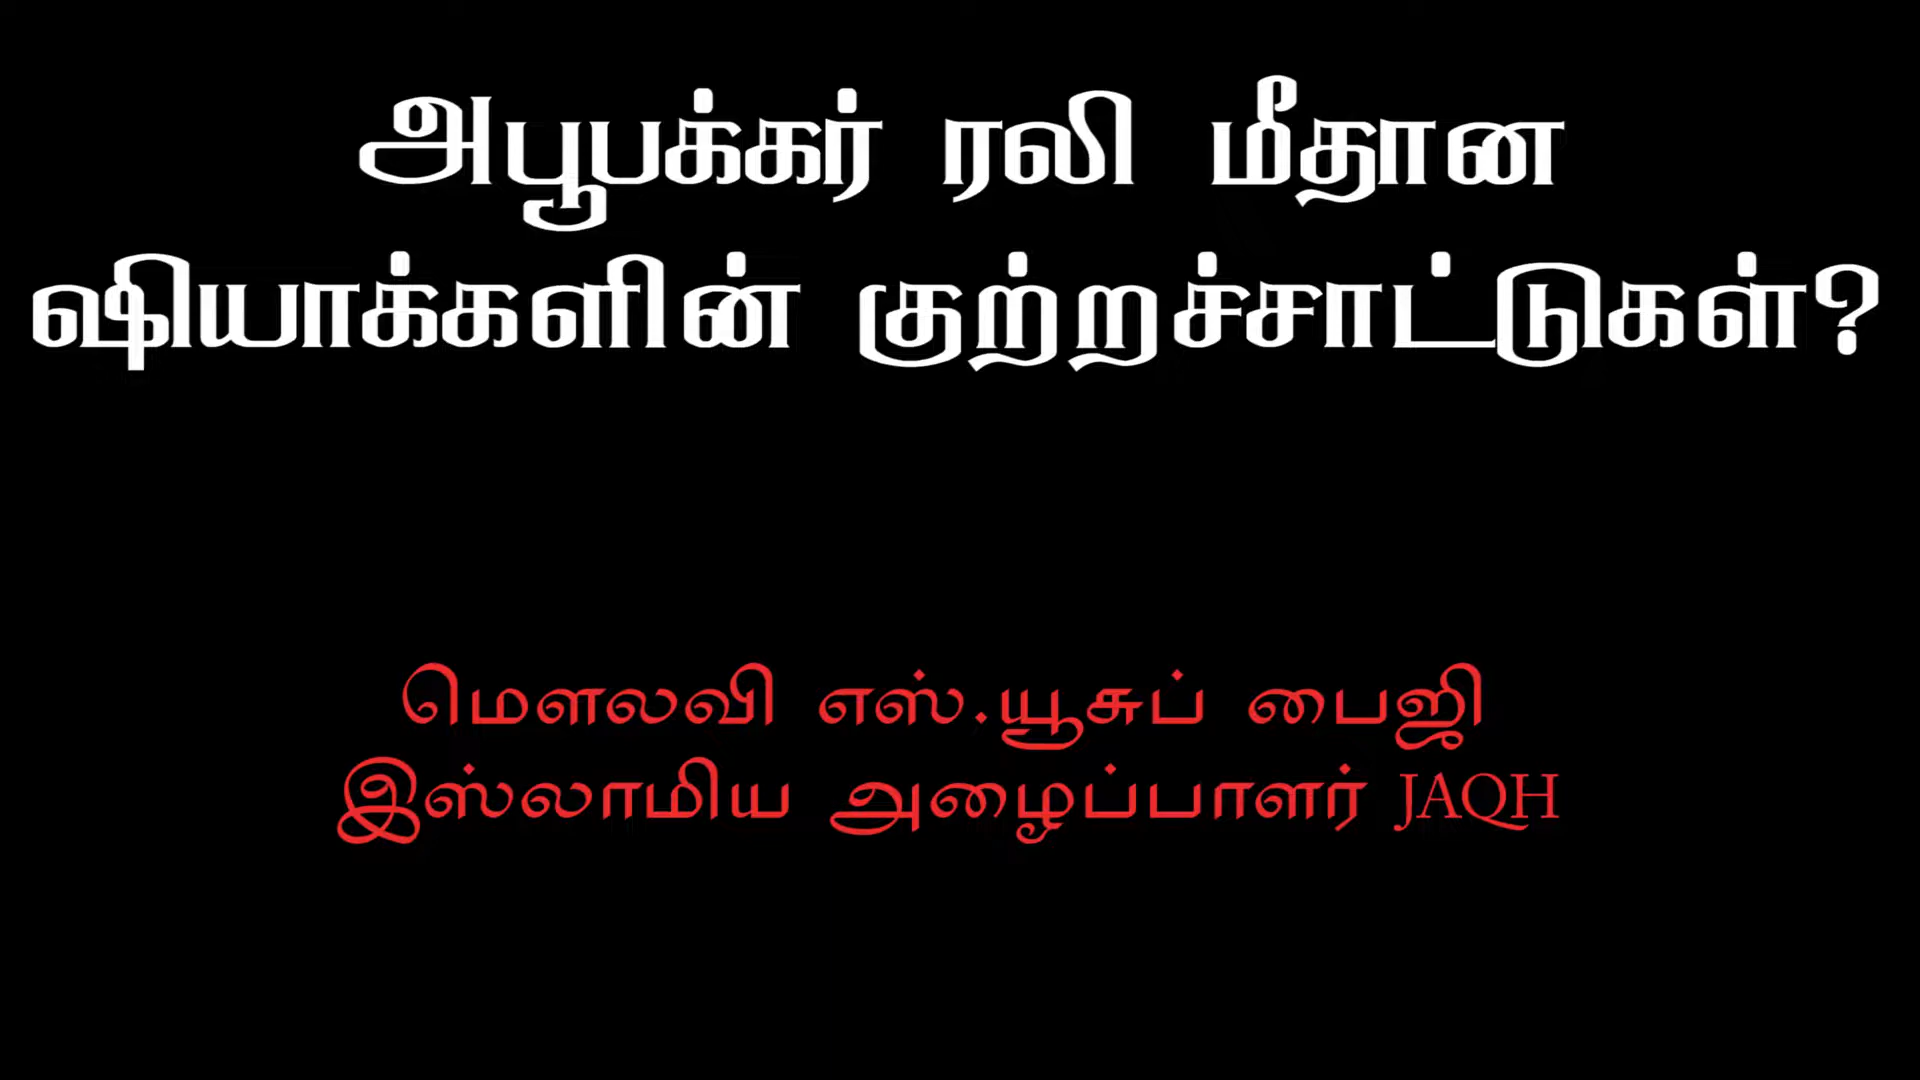 அபூபக்கர் ரலி மீதான
ஷியாக்களின் குற்றச்சாட்டுகள்?
மௌலவி எஸ்.யூசுப் பைஜி
இஸ்லாமிய அழைப்பாளர் JAQH